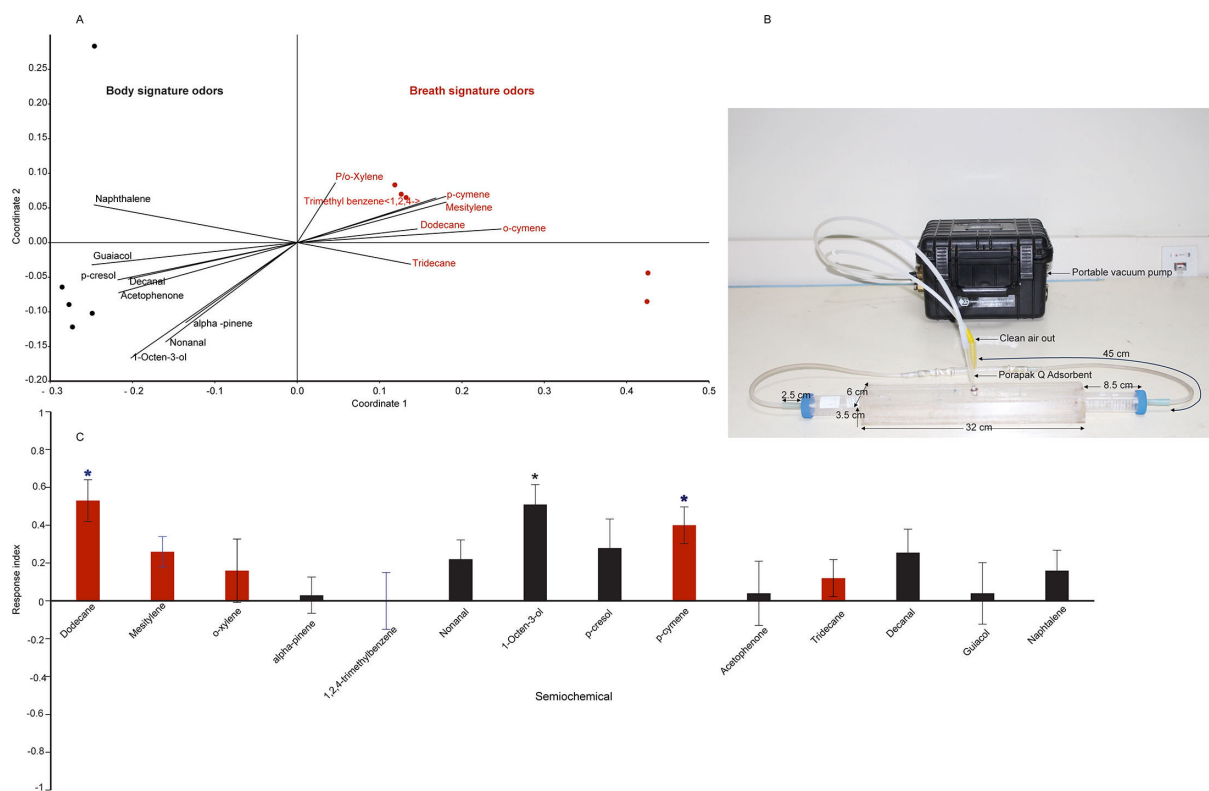 A
B
0.25
0.20
0.15
0.10
0.05
0.00
-0.05
-0.10
-0.15
-0.20
Coordinate 2
Body signature odors
Breath signature odors
Naphthalene
Guaiacol
p-cresol
Decanal
Acetophenone
alpha -pinene
Nonanal
1-Octen-3-ol
P/o-Xylene
Trimethyl benzene<1,2,4->
p-cymene
Mesitylene
Dodecane
o-cymene
Tridecane
- 0.3
-0.2
-0.1
0.0
0.1
0.2
0.3
0.4
0.5
Coordinate 1
Portable vacuum pump
Clean air out
45 cm
Porapak Q Adsorbent
6 cm
8.5 cm
2.5 cm
3.5 cm
32 cm
C
1
0.8
0.6
0.4
0.2
0
-0.2
-0.4
-0.6
-0.8
-1
Response index
*
*
*
Dodecane
Mesitylene
o-xylene
alpha-pinene
1,2,4-trimethylbenzene
Nonanal
1-Octen-3-ol
p-cresol
p-cymene
Acetophenone
Tridecane
Decanal
Guiacol
Naphtalene
Semiochemical